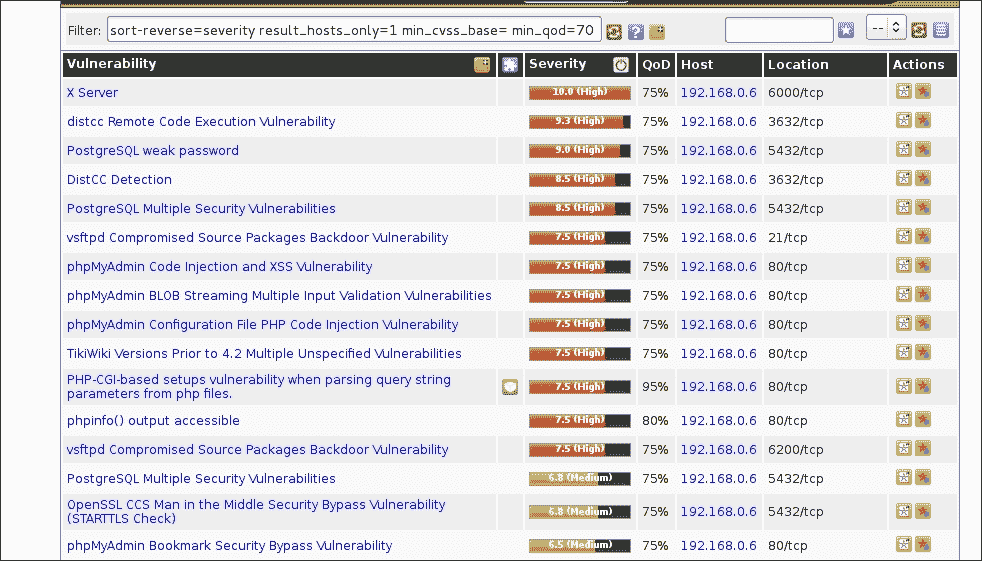 Filter: sort-reverse=severity result_hosts_only=1 min_cvss_base= min_qod=70 --
Vulnerability Severity QoD Host Location Actions
X Server 10.0 (High) 75% 192.168.0.6 6000/tcp
distcc Remote Code Execution Vulnerability 9.3 (High) 75% 192.168.0.6 3632/tcp
PostgreSQL weak password 9.0 (High) 75% 192.168.0.6 5432/tcp
DistCC Detection 8.5 (High) 75% 192.168.0.6 3632/tcp
PostgreSQL Multiple Security Vulnerabilities 8.5 (High) 75% 192.168.0.6 5432/tcp
vsftpd Compromised Source Packages Backdoor Vulnerability 7.5 (High) 75% 192.168.0.6 21/tcp
phpMyAdmin Code Injection and XSS Vulnerability 7.5 (High) 75% 192.168.0.6 80/tcp
phpMyAdmin BLOB Streaming Multiple Input Validation Vulnerabilities 7.5 (High) 75% 192.168.0.6 80/tcp
phpMyAdmin Configuration File PHP Code Injection Vulnerability 7.5 (High) 75% 192.168.0.6 80/tcp
TikiWiki Versions Prior to 4.2 Multiple Unspecified Vulnerabilities 7.5 (High) 75% 192.168.0.6 80/tcp
PHP-CGI-based setups vulnerability when parsing query string
parameters from php files. 7.5 (High) 95% 192.168.0.6 80/tcp
phpinfo() output accessible 7.5 (High) 80% 192.168.0.6 80/tcp
vsftpd Compromised Source Packages Backdoor Vulnerability 7.5 (High) 75% 192.168.0.6 6200/tcp
PostgreSQL Multiple Security Vulnerabilities 6.8 (Medium) 75% 192.168.0.6 5432/tcp
OpenSSL CCS Man in the Middle Security Bypass Vulnerability
(STARTTLS Check) 6.8 (Medium) 75% 192.168.0.6 5432/tcp
phpMyAdmin Bookmark Security Bypass Vulnerability 6.5 (Medium) 75% 192.168.0.6 80/tcp